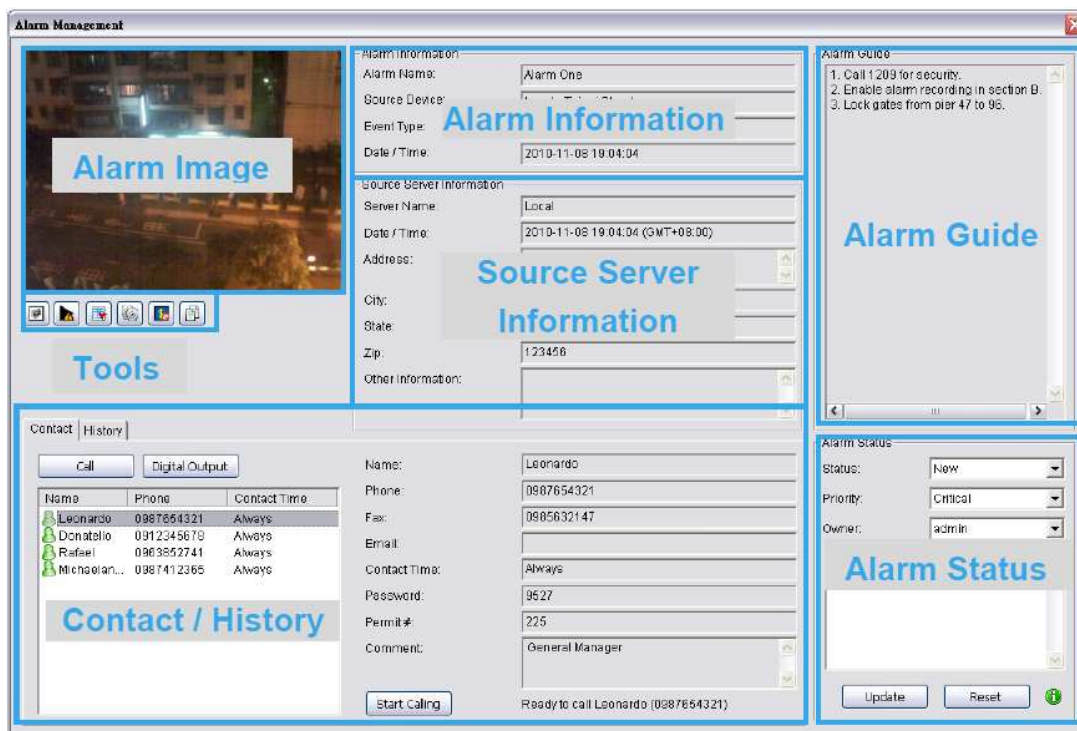 Alarm Management
Alarm Image
Tools
Alarm Information
Alarm Name: Alarm One
Source Device:
Event Type:
Date / Time: 2010-11-08 19:04:04
Alarm Information
Source Server Information
Server Name: Local
Date / Time: 2010-11-08 19:04:04 (GMT+08:00)
Address:
City:
State:
Zip: 123456
Other Information:
Source Server
Information
Alarm Guide
1. Call 1209 for security.
2. Enable alarm recording in section B.
3. Lock gates from pier 47 to 96.
Alarm Guide
Contact History
Call Digital Output
Name Phone Contact Time
Leonardo 0987654321 Always
Donatello 0912345678 Always
Rafael 0963852741 Always
Michaelan... 0987412365 Always
Contact / History
Name: Leonardo
Phone: 0987654321
Fax: 0985632147
Email:
Contact Time: Always
Password: 9527
Permit #: 225
Comment: General Manager
Start Calling Ready to call Leonardo (0987654321)
Alarm Status
Status: New
Priority: Critical
Owner: admin
Alarm Status
Update Reset